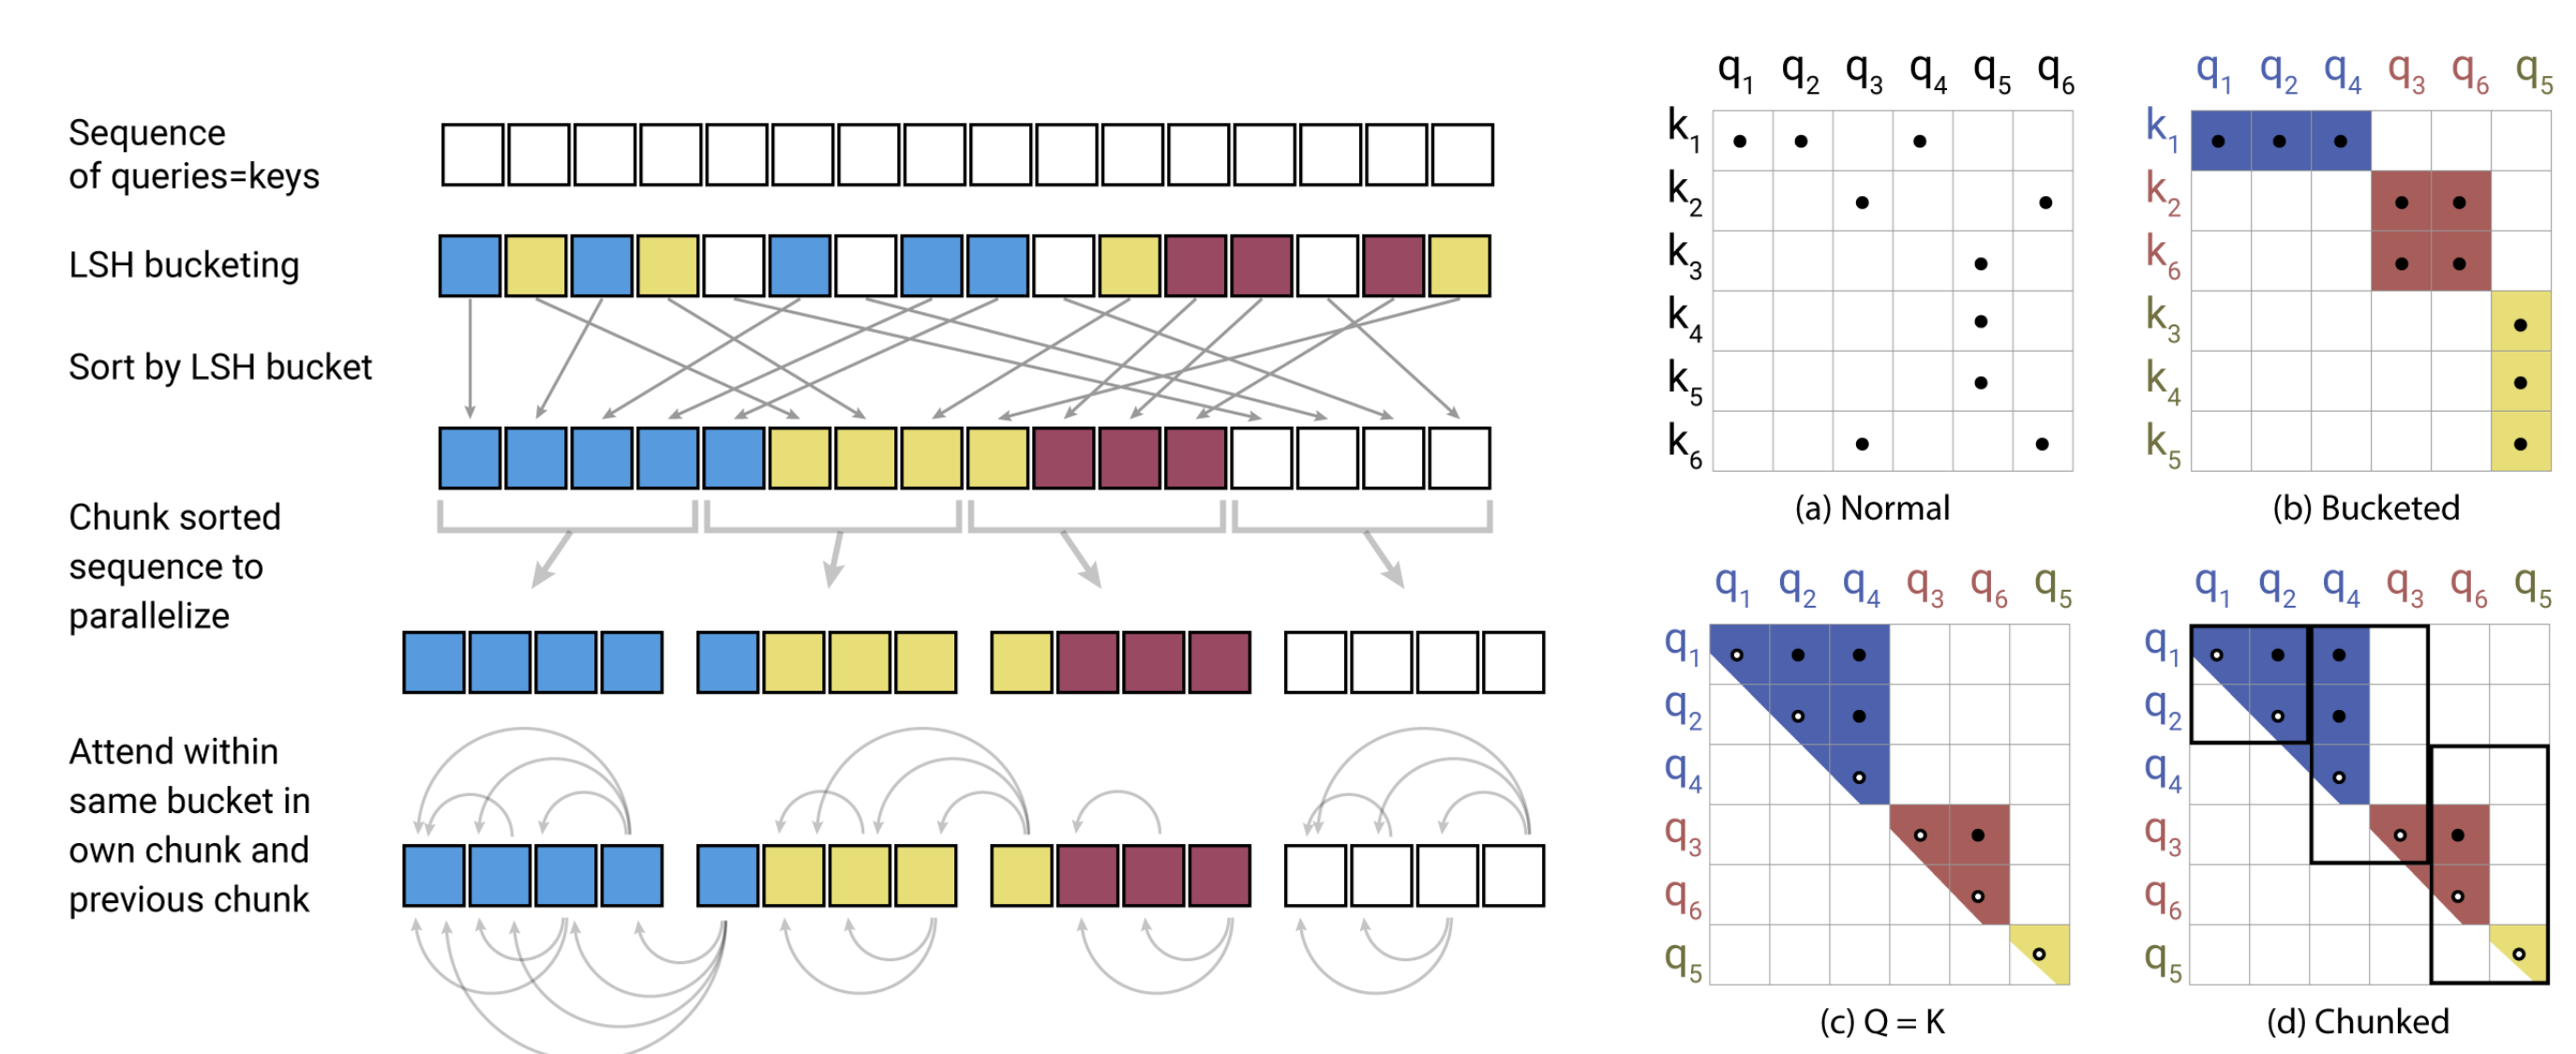 Sequence
of queries=keys
LSH bucketing
Sort by LSH bucket
Chunk sorted
sequence to
parallelize
Attend within
same bucket in
own chunk and
previous chunk
q1 q2 q3 q4 q5 q6
k1
k2
k3
k4
k5
k6
(a) Normal
q1 q2 q4 q3 q6 q5
k1
k2
k6
k3
k4
k5
(b) Bucketed
q1 q2 q4 q3 q6 q5
q1
q2
q4
q3
q6
q5
(c) Q = K
q1 q2 q4 q3 q6 q5
q1
q2
q4
q3
q6
q5
(d) Chunked